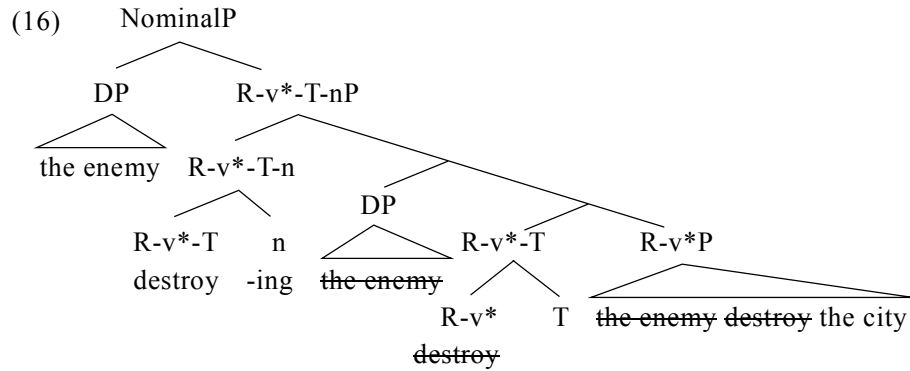 (16) NominalP
DP R-v*-T-nP
the enemy R-v*-T-n
DP
R-v*-T n R-v*-T R-v*P
destroy -ing the enemy
R-v* T the enemy destroy the city
destroy